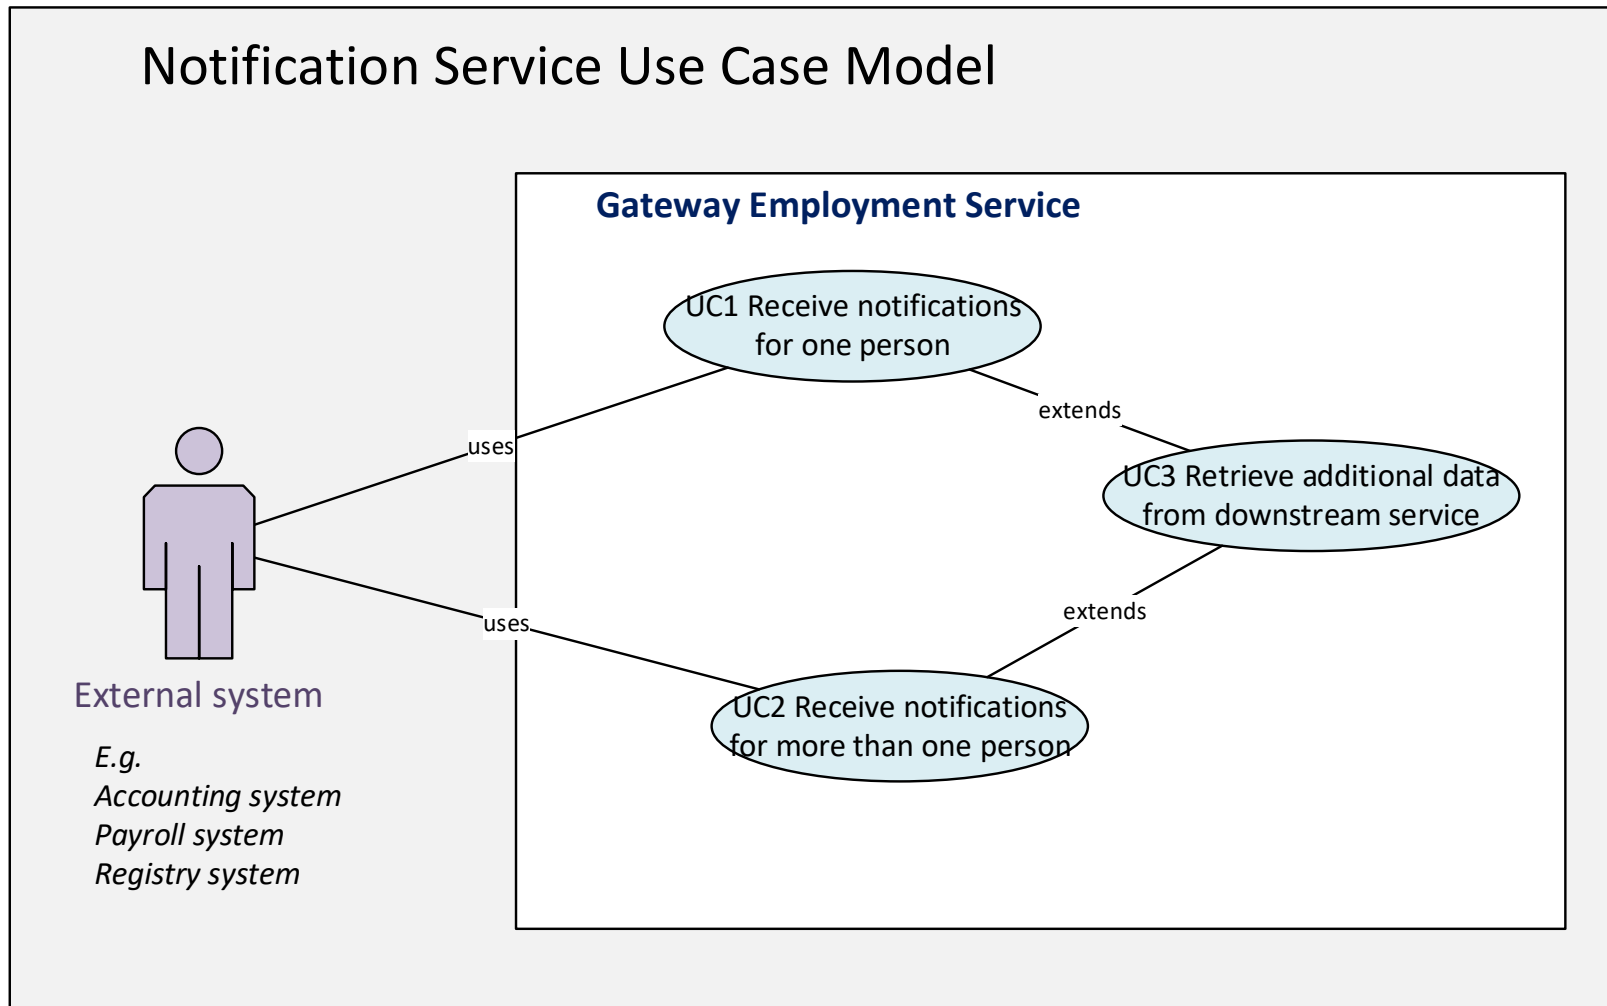 Notification Service Use Case Model
Gateway Employment Service
UC1 Receive notifications
for one person
extends
uses
UC3 Retrieve additional data
from downstream service
extends
uses
External system
UC2 Receive notifications
for more than one person
E.g.
Accounting system
Payroll system
Registry system